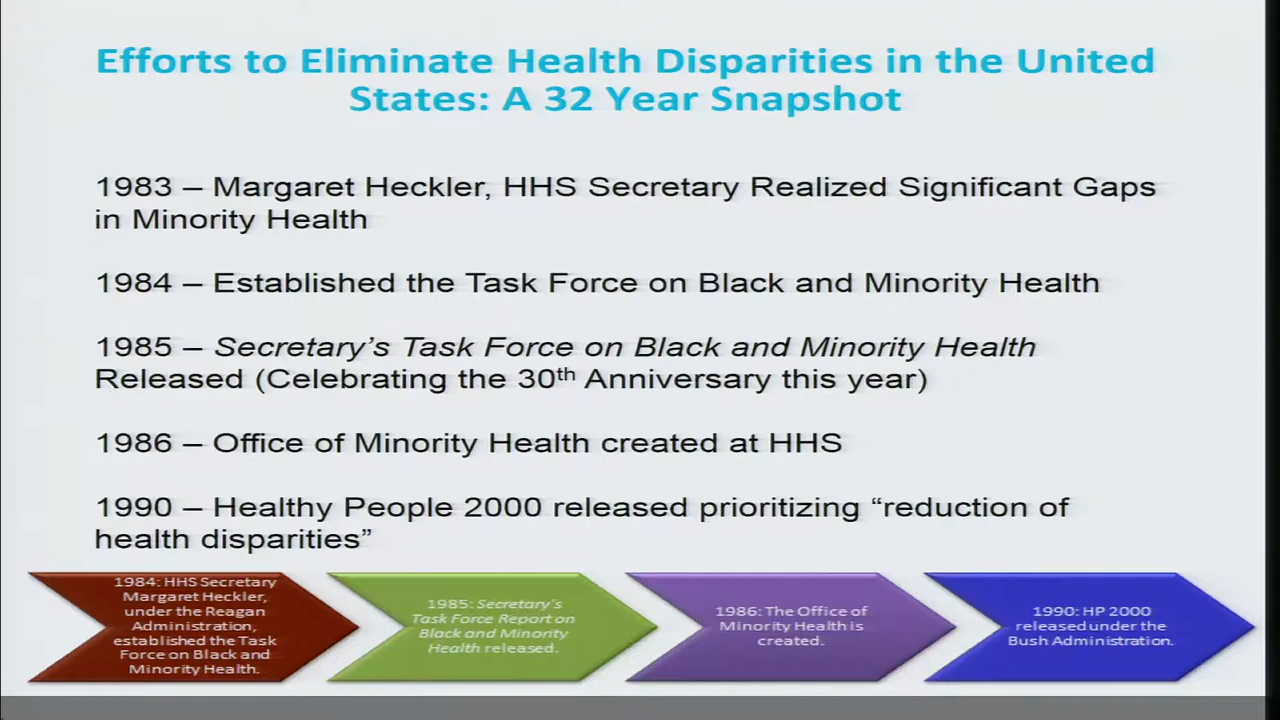 Efforts to Eliminate Health Disparities in the United
States: A 32 Year Snapshot
1983 – Margaret Heckler, HHS Secretary Realized Significant Gaps
in Minority Health
1984 – Established the Task Force on Black and Minority Health
1985 – Secretary’s Task Force on Black and Minority Health
Released (Celebrating the 30th Anniversary this year)
1986 – Office of Minority Health created at HHS
1990 – Healthy People 2000 released prioritizing “reduction of
health disparities”
1984: HHS Secretary
Margaret Heckler,
under the Reagan
Administration,
established the Task
Force on Black and
Minority Health.
1985: Secretary’s
Task Force Report on
Black and Minority
Health released.
1986: The Office of
Minority Health is
created.
1990: HP 2000
released under the
Bush Administration.